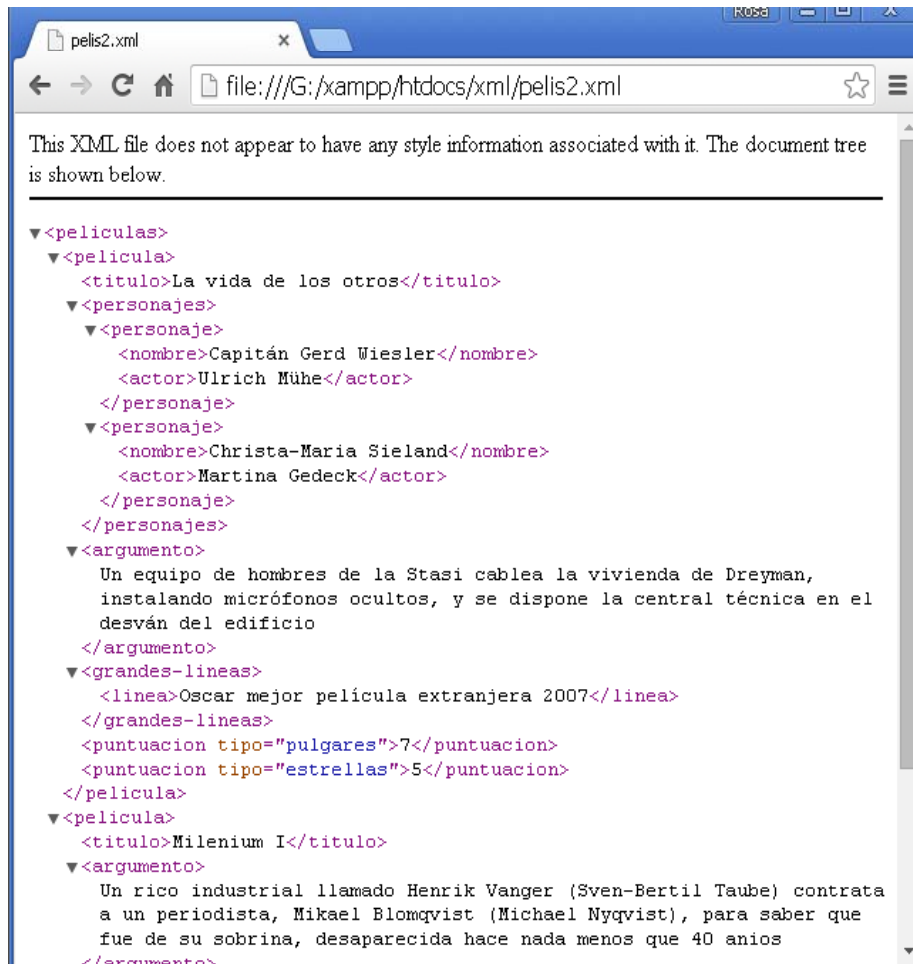 Rosa
pelis2.xml
file:///G:/xampp/htdocs/xml/pelis2.xml
This XML file does not appear to have any style information associated with it. The document tree
is shown below.
▼<peliculas>
▼<pelicula>
<titulo>La vida de los otros</titulo>
▼<personajes>
▼<personaje>
<nombre>Capitán Gerd Wiesler</nombre>
<actor>Ulrich Mühe</actor>
</personaje>
▼<personaje>
<nombre>Christa-Maria Sieland</nombre>
<actor>Martina Gedeck</actor>
</personaje>
</personajes>
▼<argumento>
Un equipo de hombres de la Stasi cablea la vivienda de Dreyman,
instalando micrófonos ocultos, y se dispone la central técnica en el
desván del edificio
</argumento>
▼<grandes-lineas>
<linea>Oscar mejor película extranjera 2007</linea>
</grandes-lineas>
<puntuacion tipo="pulgares">7</puntuacion>
<puntuacion tipo="estrellas">5</puntuacion>
</pelicula>
▼<pelicula>
<titulo>Milenium I</titulo>
▼<argumento>
Un rico industrial llamado Henrik Vanger (Sven-Bertil Taube) contrata
a un periodista, Mikael Blomqvist (Michael Nyqvist), para saber que
fue de su sobrina, desaparecida hace nada menos que 40 anios
</argumento>